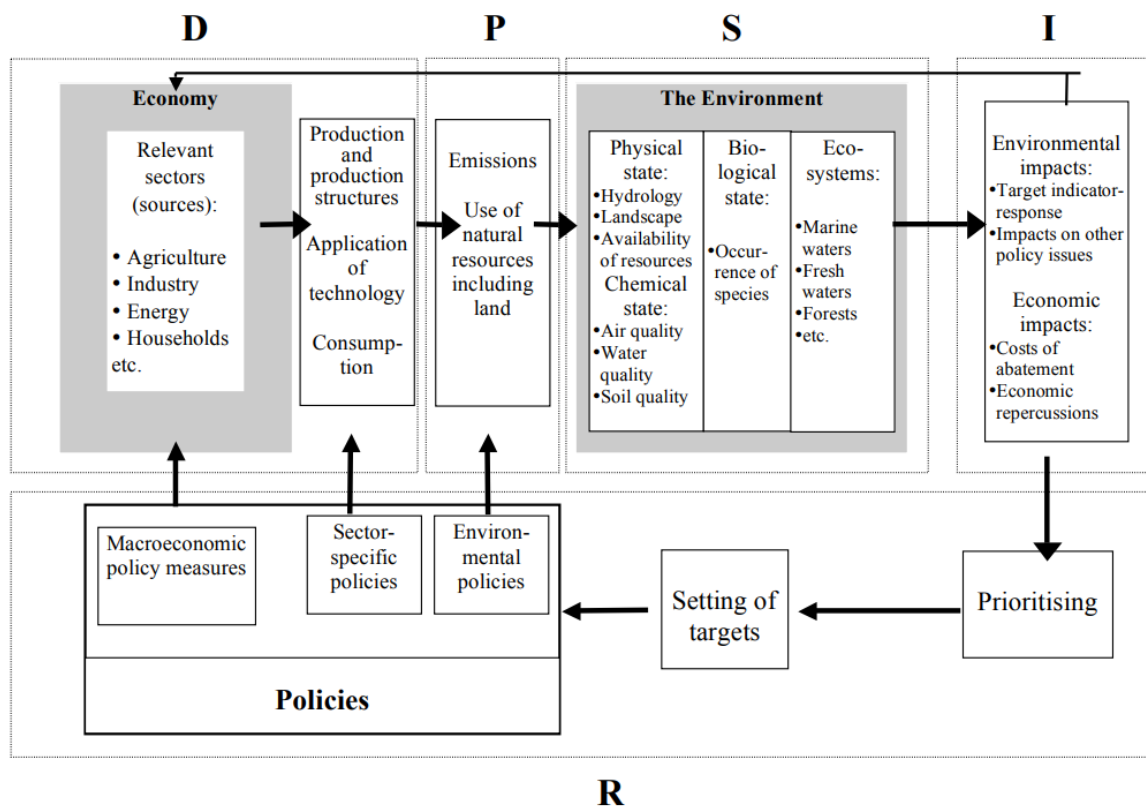 D
P
S
I
Economy
Relevant
sectors
(sources):
• Agriculture
• Industry
• Energy
• Households
etc.
Production
and
production
structures
Application
of
technology
Consump-
tion
Emissions
Use of
natural
resources
including
land
The Environment
Physical
state:
•Hydrology
•Landscape
•Availability
of resources
Chemical
state:
•Air quality
•Water
quality
•Soil quality
Bio-
logical
state:
•Occur-
rence of
species
Eco-
systems:
•Marine
waters
•Fresh
waters
•Forests
•etc.
Environmental
impacts:
•Target indicator-
response
•Impacts on other
policy issues
Economic
impacts:
•Costs of
abatement
•Economic
repercussions
Macroeconomic
policy measures
Sector-
specific
policies
Environ-
mental
policies
Policies
Setting of
targets
Prioritising
R